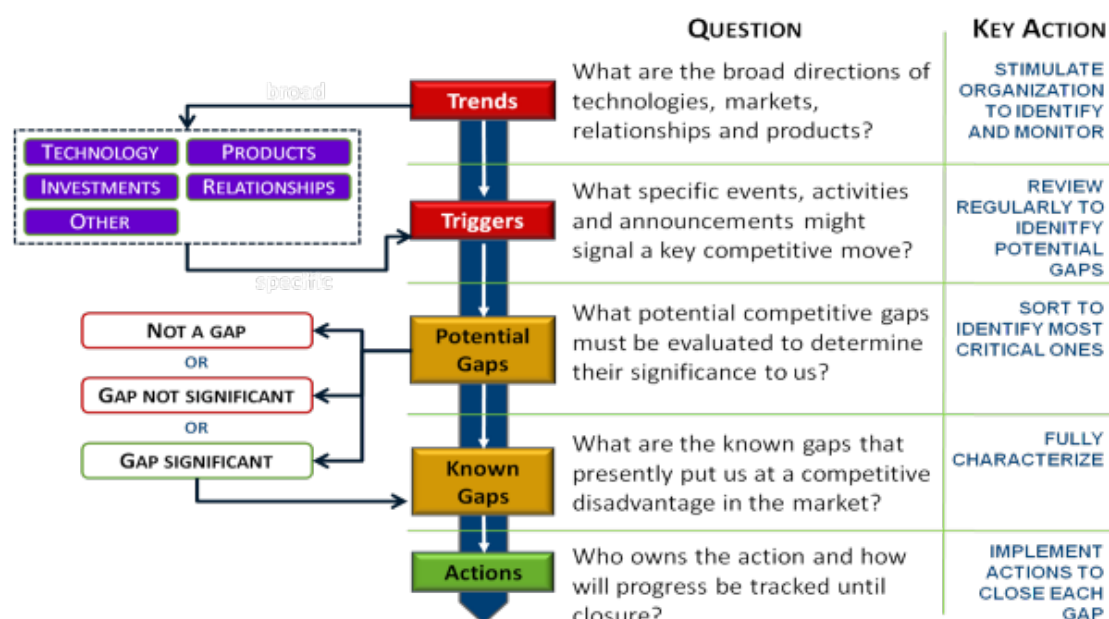 QUESTION
KEY ACTION
broad
Trends
What are the broad directions of
technologies, markets,
relationships and products?
STIMULATE
ORGANIZATION
TO IDENTIFY
AND MONITOR
TECHNOLOGY
PRODUCTS
INVESTMENTS
RELATIONSHIPS
OTHER
specific
Triggers
What specific events, activities
and announcements might
signal a key competitive move?
REVIEW
REGULARLY TO
IDENITFY
POTENTIAL
GAPS
NOT A GAP
OR
GAP NOT SIGNIFICANT
OR
GAP SIGNIFICANT
Potential
Gaps
What potential competitive gaps
must be evaluated to determine
their significance to us?
SORT TO
IDENTIFY MOST
CRITICAL ONES
Known
Gaps
What are the known gaps that
presently put us at a competitive
disadvantage in the market?
FULLY
CHARACTERIZE
Actions
Who owns the action and how
will progress be tracked until
closure?
IMPLEMENT
ACTIONS TO
CLOSE EACH
GAP